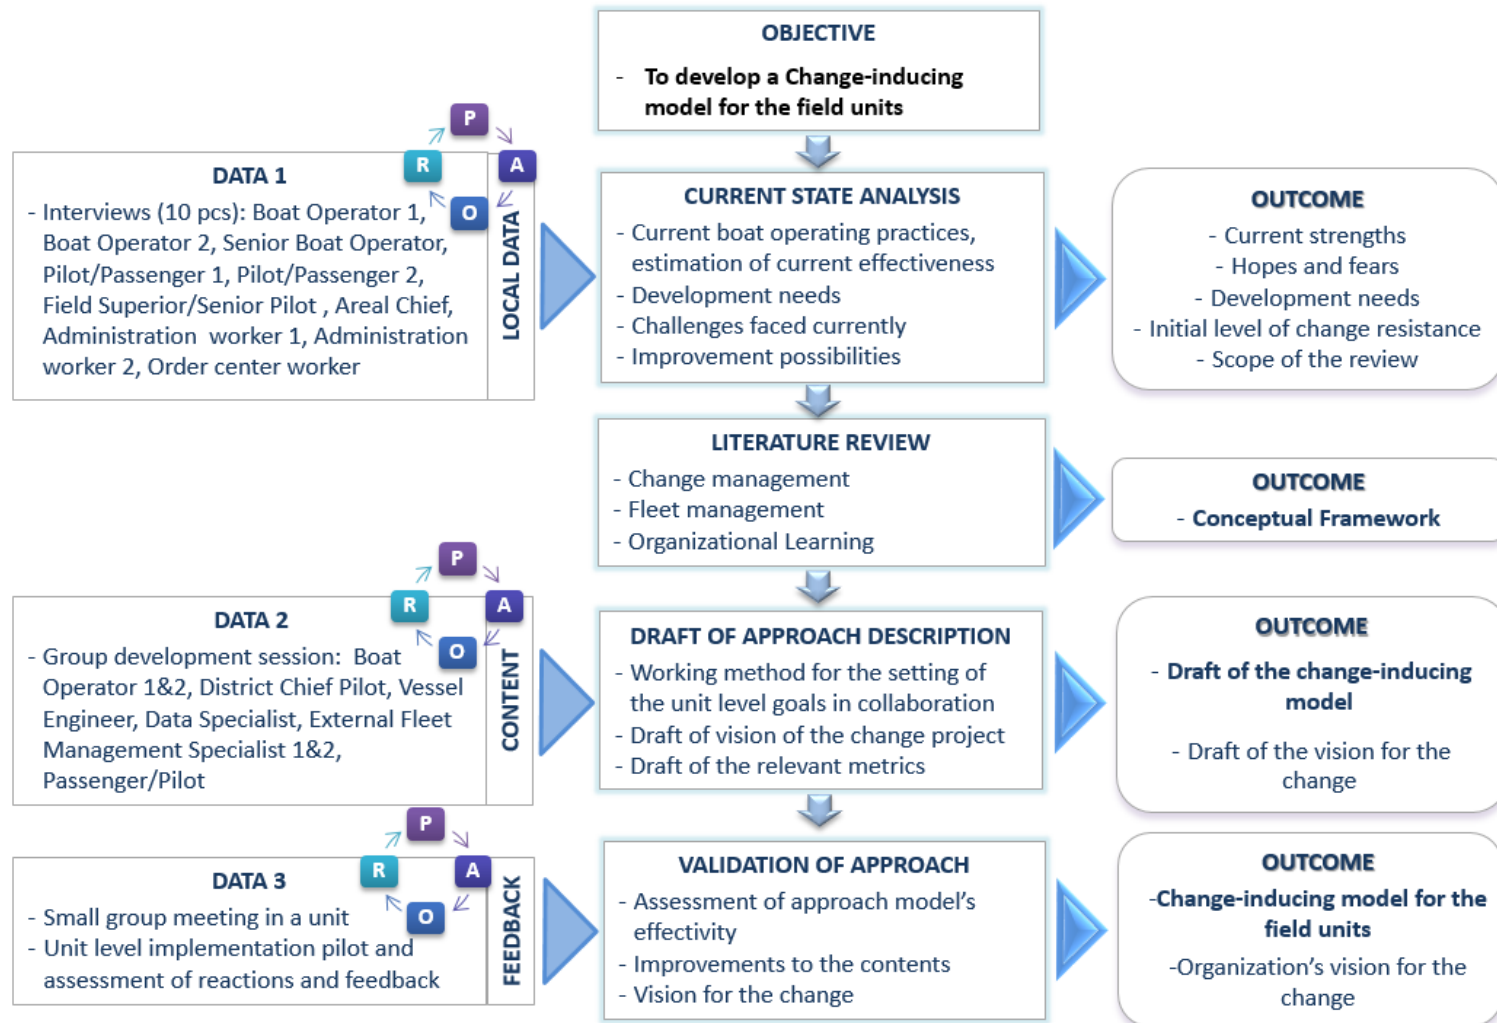 OBJECTIVE
- To develop a Change-inducing
model for the field units
P
R
A
O
DATA 1
- Interviews (10 pcs): Boat Operator 1,
Boat Operator 2, Senior Boat Operator,
Pilot/Passenger 1, Pilot/Passenger 2,
Field Superior/Senior Pilot , Areal Chief,
Administration worker 1, Administration
worker 2, Order center worker
LOCAL DATA
CURRENT STATE ANALYSIS
- Current boat operating practices,
estimation of current effectiveness
- Development needs
- Challenges faced currently
- Improvement possibilities
OUTCOME
- Current strengths
- Hopes and fears
- Development needs
- Initial level of change resistance
- Scope of the review
LITERATURE REVIEW
- Change management
- Fleet management
- Organizational Learning
OUTCOME
- Conceptual Framework
P
R
A
O
DATA 2
- Group development session: Boat
Operator 1&2, District Chief Pilot, Vessel
Engineer, Data Specialist, External Fleet
Management Specialist 1&2,
Passenger/Pilot
CONTENT
DRAFT OF APPROACH DESCRIPTION
- Working method for the setting of
the unit level goals in collaboration
- Draft of vision of the change project
- Draft of the relevant metrics
OUTCOME
- Draft of the change-inducing
model
- Draft of the vision for the
change
P
R
A
O
DATA 3
- Small group meeting in a unit
- Unit level implementation pilot and
assessment of reactions and feedback
FEEDBACK
VALIDATION OF APPROACH
- Assessment of approach model's
effectivity
- Improvements to the contents
- Vision for the change
OUTCOME
-Change-inducing model for the
field units
-Organization's vision for the
change